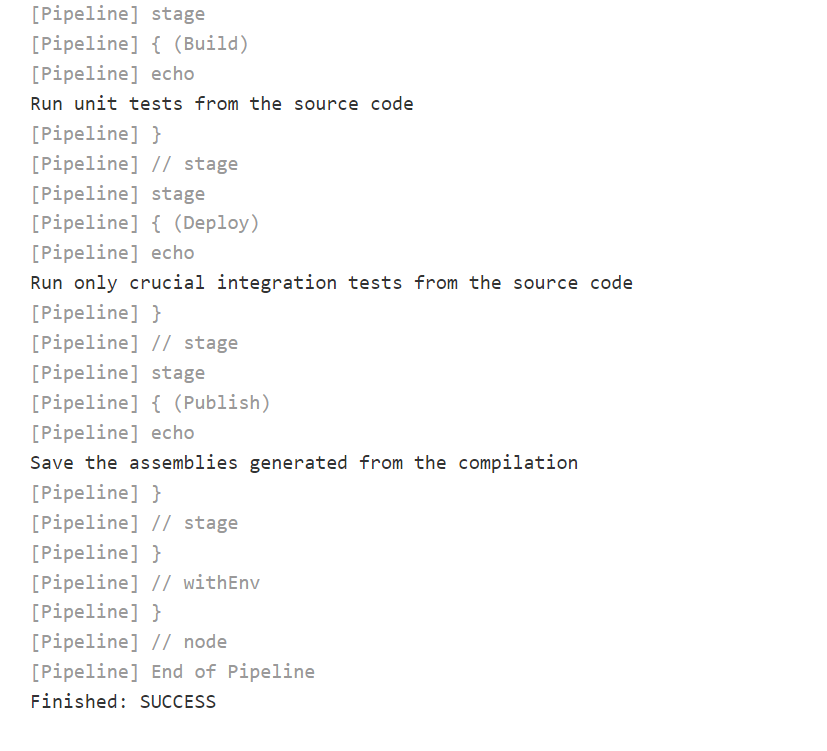 [Pipeline] stage
[Pipeline] { (Build)
[Pipeline] echo
Run unit tests from the source code
[Pipeline] }
[Pipeline] // stage
[Pipeline] stage
[Pipeline] { (Deploy)
[Pipeline] echo
Run only crucial integration tests from the source code
[Pipeline] }
[Pipeline] // stage
[Pipeline] stage
[Pipeline] { (Publish)
[Pipeline] echo
Save the assemblies generated from the compilation
[Pipeline] }
[Pipeline] // stage
[Pipeline] }
[Pipeline] // withEnv
[Pipeline] }
[Pipeline] // node
[Pipeline] End of Pipeline
Finished: SUCCESS